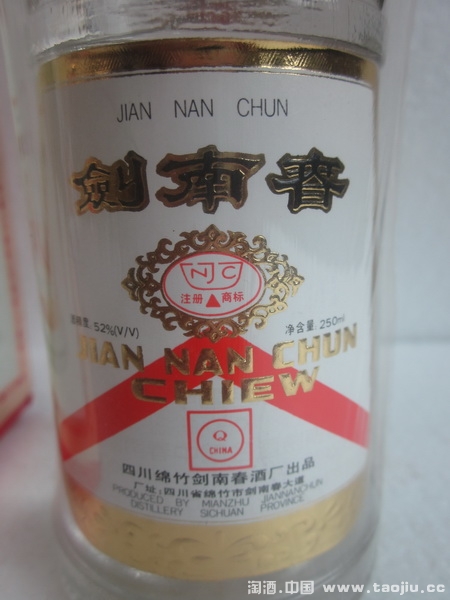 JIAN NAN CHUN
劍南春
NJC
注册 商标
酒精度: 52%(V/V)
净含量: 250ml
JIAN NAN CHUN
CHIEW
Q
CHINA
四川绵竹剑南春酒厂出品
厂址:四川省绵竹市剑南春大道
PRODUCED BY MIANZHU JIANNANCHUN
DISTILLERY SICHUAN PROVINCE
淘酒.中国 www.taojiu.cc